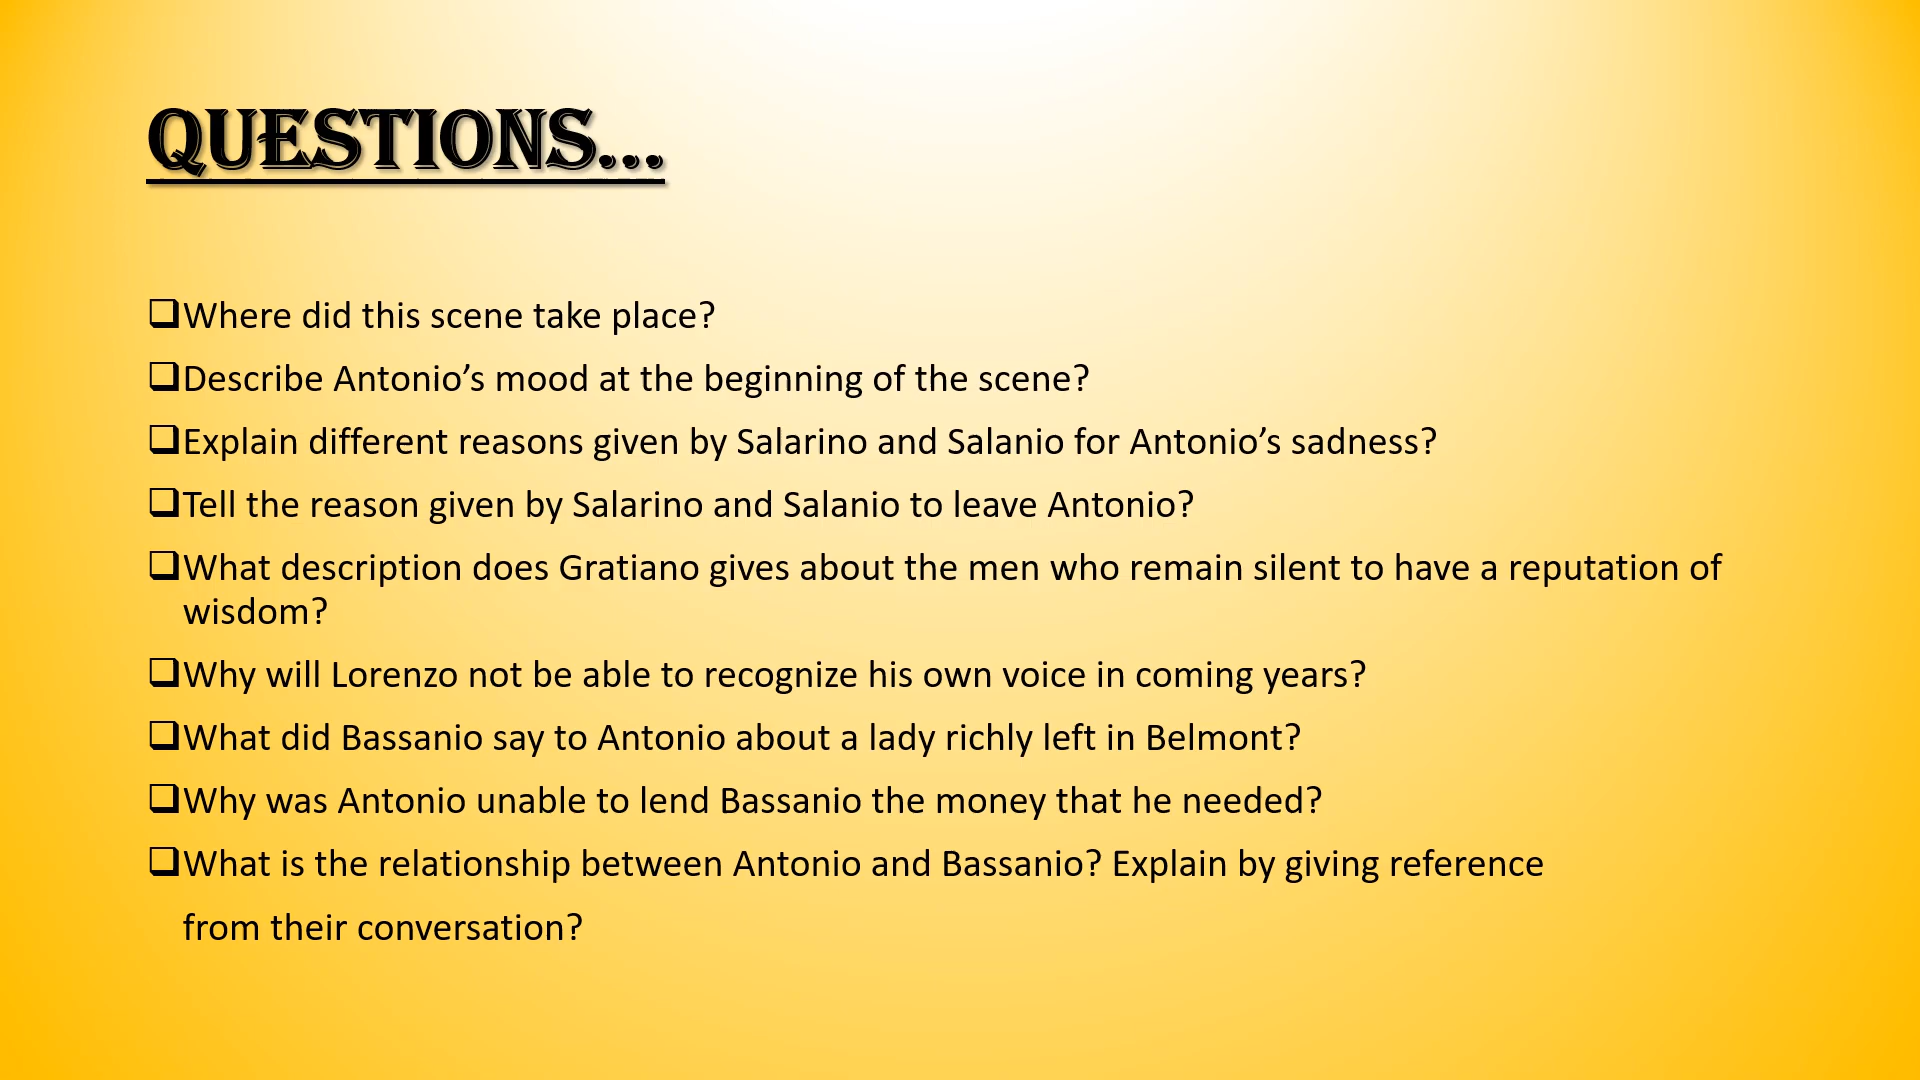 QUESTIONS...
❑Where did this scene take place?
❑Describe Antonio’s mood at the beginning of the scene?
❑Explain different reasons given by Salarino and Salanio for Antonio’s sadness?
❑Tell the reason given by Salarino and Salanio to leave Antonio?
❑What description does Gratiano gives about the men who remain silent to have a reputation of
wisdom?
❑Why will Lorenzo not be able to recognize his own voice in coming years?
❑What did Bassanio say to Antonio about a lady richly left in Belmont?
❑Why was Antonio unable to lend Bassanio the money that he needed?
❑What is the relationship between Antonio and Bassanio? Explain by giving reference
from their conversation?